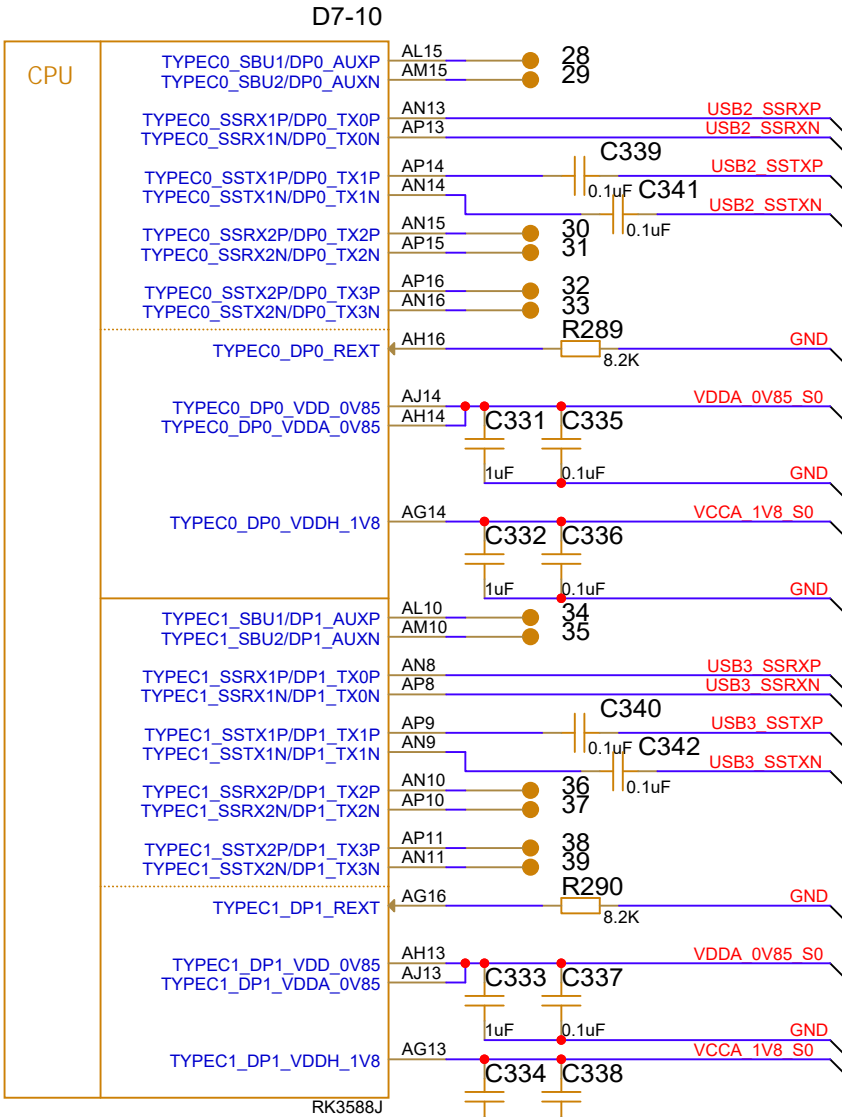 D7-10
CPU
TYPEC0_SBU1/DP0_AUXP AL15 28
TYPEC0_SBU2/DP0_AUXN AM15 29
TYPEC0_SSRX1P/DP0_TX0P AN13 USB2_SSRXP
TYPEC0_SSRX1N/DP0_TX0N AP13 USB2_SSRXN
C339
TYPEC0_SSTX1P/DP0_TX1P AP14 0.1uF USB2_SSTXP
C341
TYPEC0_SSTX1N/DP0_TX1N AN14 0.1uF USB2_SSTXN
TYPEC0_SSRX2P/DP0_TX2P AN15 30
TYPEC0_SSRX2N/DP0_TX2N AP15 31
TYPEC0_SSTX2P/DP0_TX3P AP16 32
TYPEC0_SSTX2N/DP0_TX3N AN16 33
R289
TYPEC0_DP0_REXT AH16 8.2K GND
TYPEC0_DP0_VDD_0V85 AJ14 VDDA_0V85_S0
TYPEC0_DP0_VDDA_0V85 AH14 C331 C335
1uF 0.1uF GND
TYPEC0_DP0_VDDH_1V8 AG14 VCCA_1V8_S0
C332 C336
1uF 0.1uF GND
TYPEC1_SBU1/DP1_AUXP AL10 34
TYPEC1_SBU2/DP1_AUXN AM10 35
TYPEC1_SSRX1P/DP1_TX0P AN8 USB3_SSRXP
TYPEC1_SSRX1N/DP1_TX0N AP8 USB3_SSRXN
C340
TYPEC1_SSTX1P/DP1_TX1P AP9 0.1uF USB3_SSTXP
C342
TYPEC1_SSTX1N/DP1_TX1N AN9 0.1uF USB3_SSTXN
TYPEC1_SSRX2P/DP1_TX2P AN10 36
TYPEC1_SSRX2N/DP1_TX2N AP10 37
TYPEC1_SSTX2P/DP1_TX3P AP11 38
TYPEC1_SSTX2N/DP1_TX3N AN11 39
R290
TYPEC1_DP1_REXT AG16 8.2K GND
TYPEC1_DP1_VDD_0V85 AH13 VDDA_0V85_S0
TYPEC1_DP1_VDDA_0V85 AJ13 C333 C337
1uF 0.1uF GND
TYPEC1_DP1_VDDH_1V8 AG13 VCCA_1V8_S0
C334 C338
RK3588J